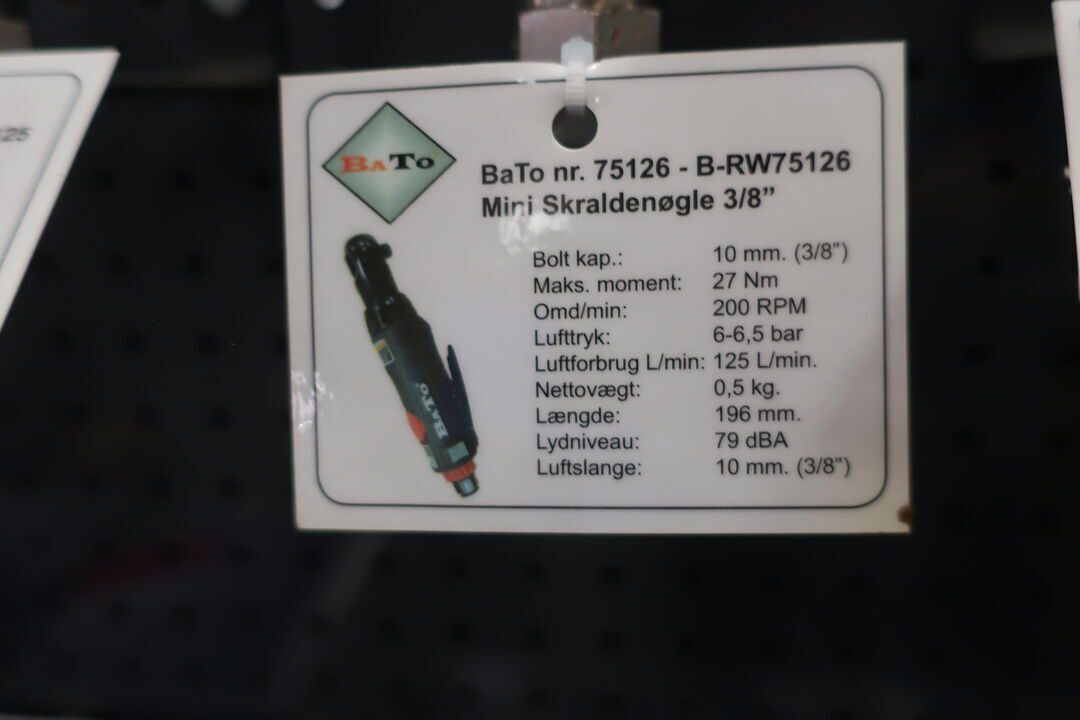 125
BaTo
BaTo nr. 75126 - B-RW75126
Mini Skraldenøgle 3/8”
Bolt kap.: 10 mm. (3/8”)
Maks. moment: 27 Nm
Omd/min: 200 RPM
Lufttryk: 6-6,5 bar
Luftforbrug L/min: 125 L/min.
Nettovægt: 0,5 kg.
Længde: 196 mm.
Lydniveau: 79 dBA
Luftslange: 10 mm. (3/8”)
BaTo